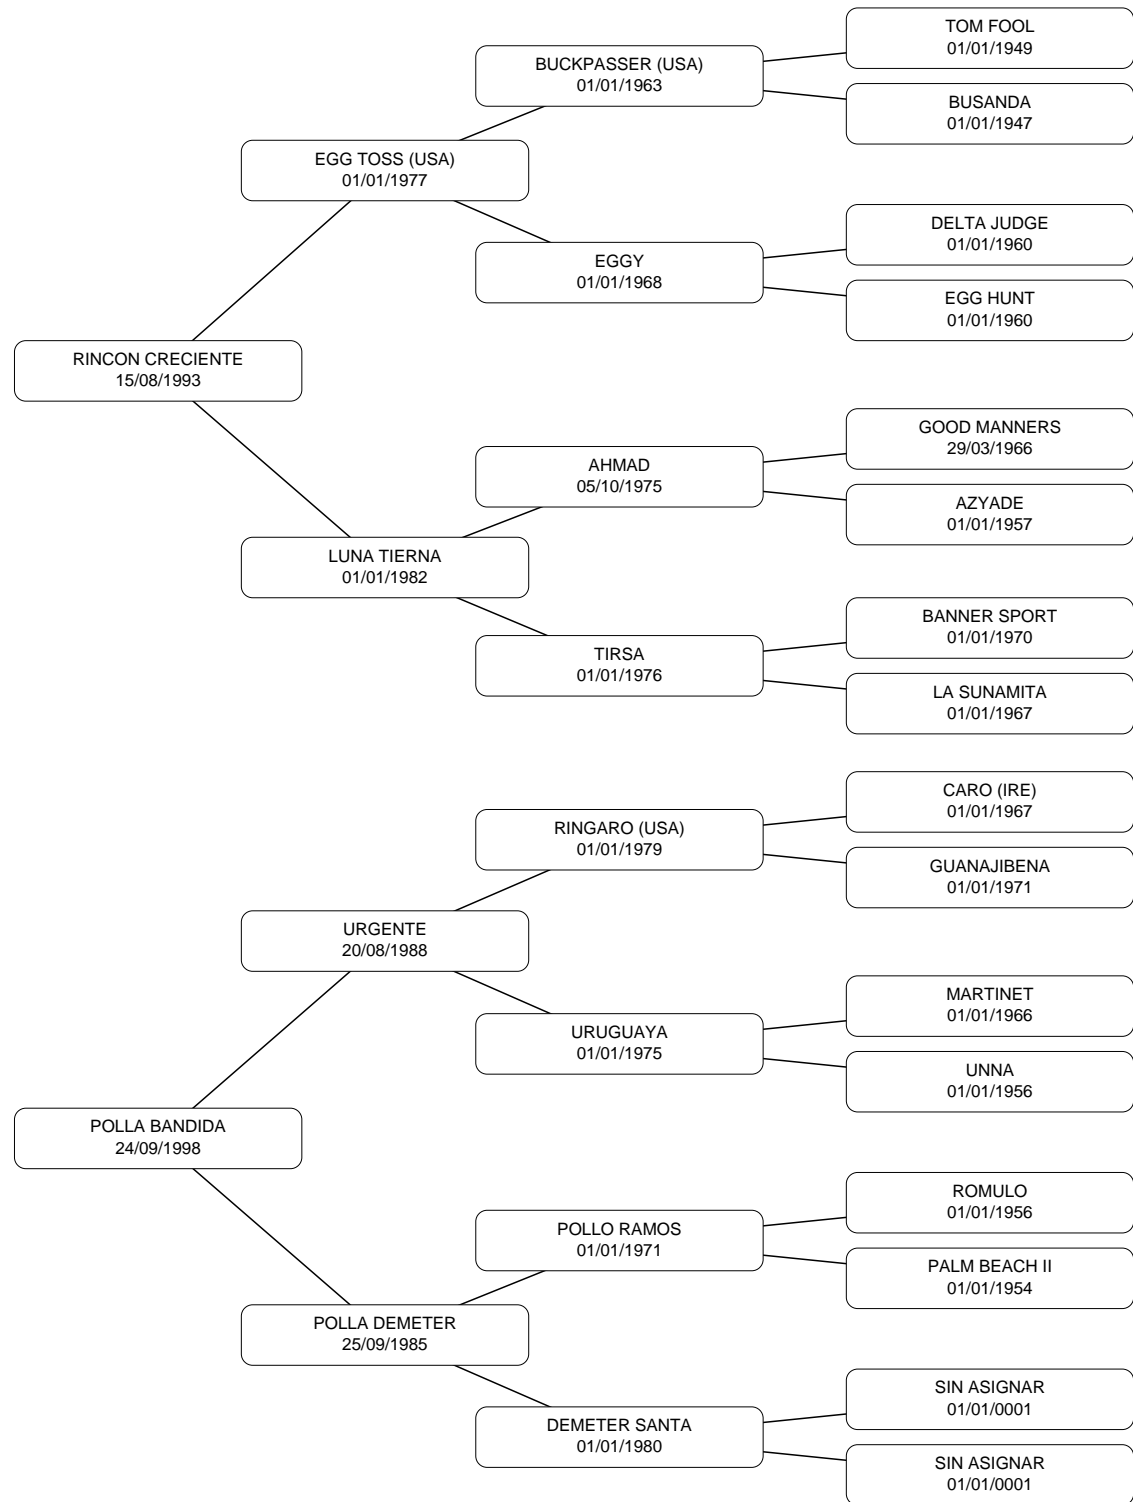 TOM FOOL
01/01/1949
BUCKPASSER (USA)
01/01/1963
BUSANDA
01/01/1947
EGG TOSS (USA)
01/01/1977
DELTA JUDGE
01/01/1960
EGGY
01/01/1968
EGG HUNT
01/01/1960
RINCON CRECIENTE
15/08/1993
GOOD MANNERS
29/03/1966
AHMAD
05/10/1975
AZYADE
01/01/1957
LUNA TIERNA
01/01/1982
BANNER SPORT
01/01/1970
TIRSA
01/01/1976
LA SUNAMITA
01/01/1967
CARO (IRE)
01/01/1967
RINGARO (USA)
01/01/1979
GUANAJIBENA
01/01/1971
URGENTE
20/08/1988
MARTINET
01/01/1966
URUGUAYA
01/01/1975
UNNA
01/01/1956
POLLA BANDIDA
24/09/1998
ROMULO
01/01/1956
POLLO RAMOS
01/01/1971
PALM BEACH II
01/01/1954
POLLA DEMETER
25/09/1985
SIN ASIGNAR
01/01/0001
DEMETER SANTA
01/01/1980
SIN ASIGNAR
01/01/0001